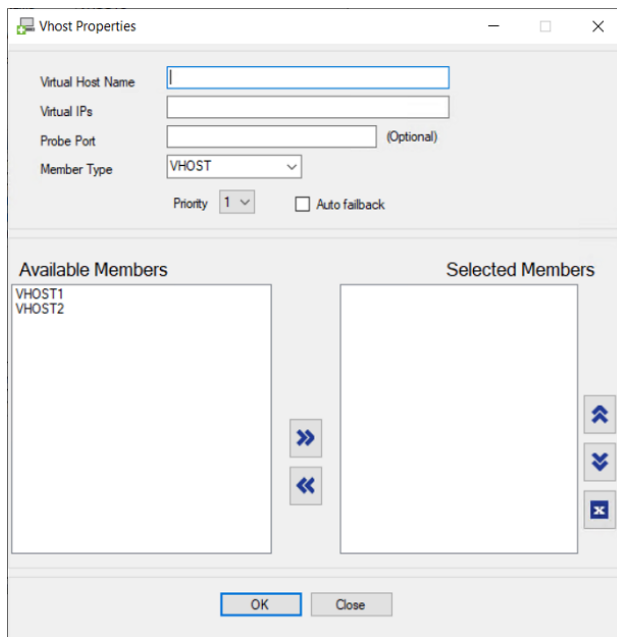 Vhost Properties
Virtual Host Name
Virtual IPs
Probe Port (Optional)
Member Type VHOST
Priority 1 Auto failback
Available Members Selected Members
VHOST1
VHOST2
OK Close